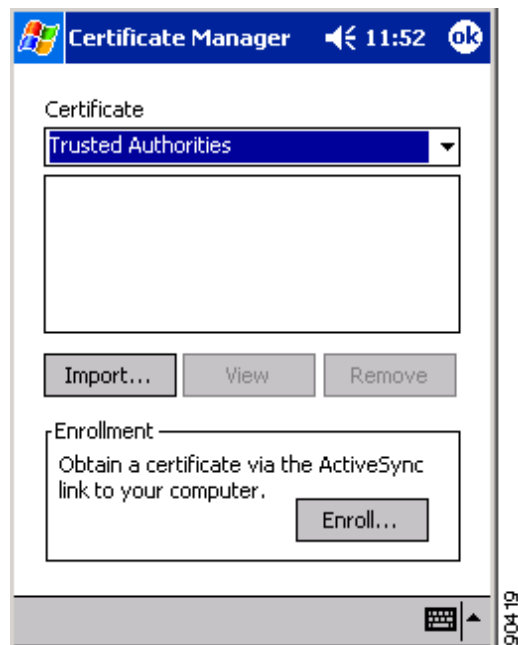 Certificate Manager 11:52 ok
Certificate
Trusted Authorities
Import... View Remove
Enrollment
Obtain a certificate via the ActiveSync
link to your computer.
Enroll...
90419